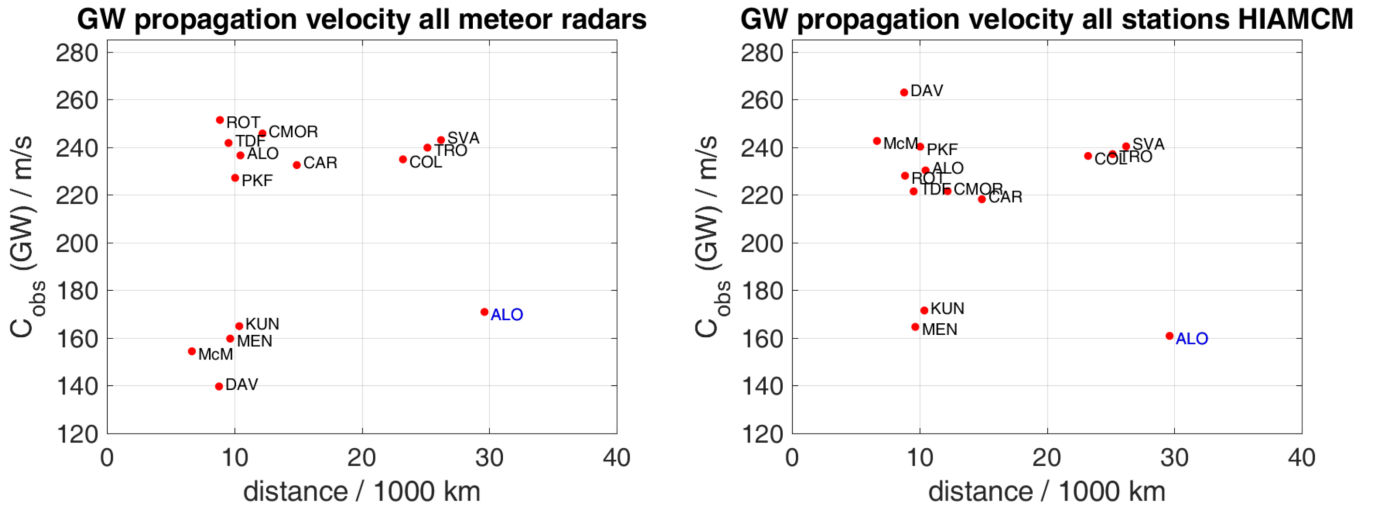 GW propagation velocity all meteor radars
280
260
240
220
200
180
160
140
120
0
10
20
30
40
C_obs (GW) / m/s
distance / 1000 km
ROT
CMOR
TDF
ALO
CAR
PKF
SVA
TRO
COL
ALO
KUN
MEN
McM
DAV
GW propagation velocity all stations HIAMCM
280
260
240
220
200
180
160
140
120
0
10
20
30
40
C_obs (GW) / m/s
distance / 1000 km
DAV
McM
PKF
ALO
ROT
TDF
CMOR
CAR
SVA
TRO
COL
KUN
MEN
ALO